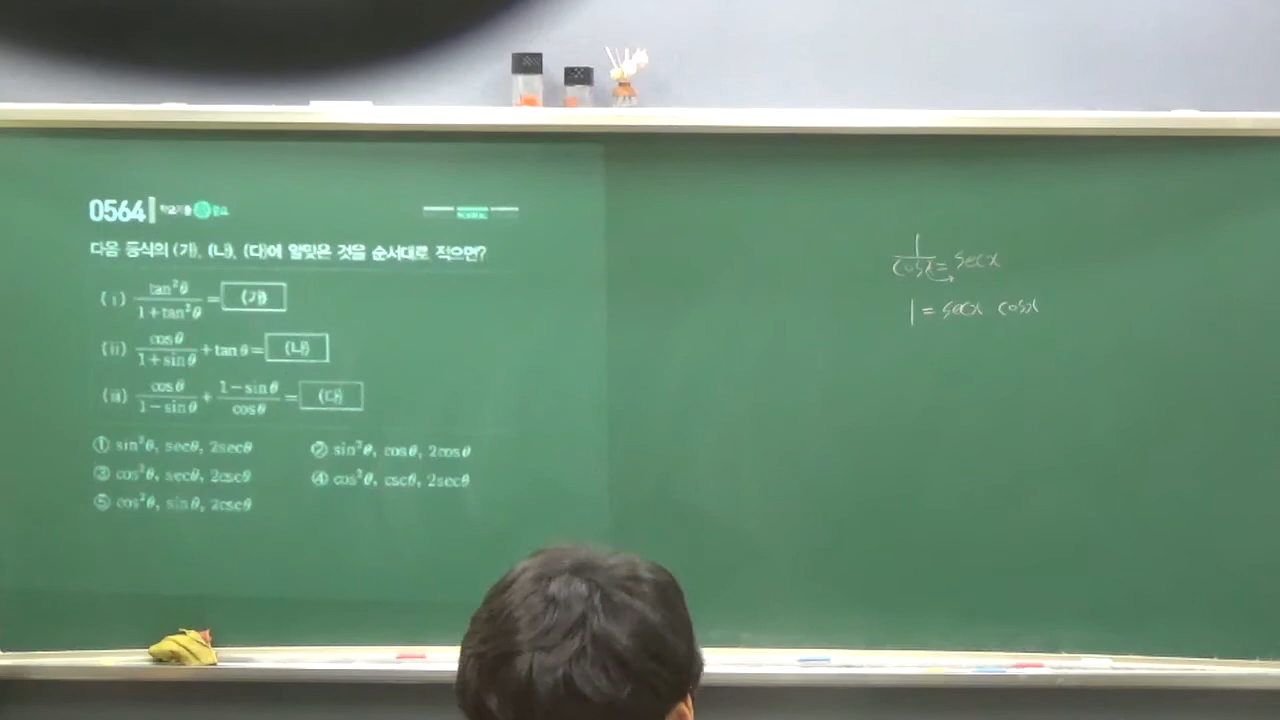 0564
다음 등식의 (가), (나), (다)에 알맞은 것을 순서대로 적으면?
(ⅰ) tan²θ / (1+tan²θ) = (가)
(ⅱ) cosθ / (1+sinθ) + tanθ = (나)
(ⅲ) cosθ / (1−sinθ) + (1−sinθ) / cosθ = (다)
① sin²θ, secθ, 2secθ ② sin²θ, cosθ, 2cosθ
③ cos²θ, secθ, 2cscθ ④ cos²θ, cscθ, 2secθ
⑤ cos²θ, sinθ, 2cscθ
1 / cosx = secx
1 = secx cosx